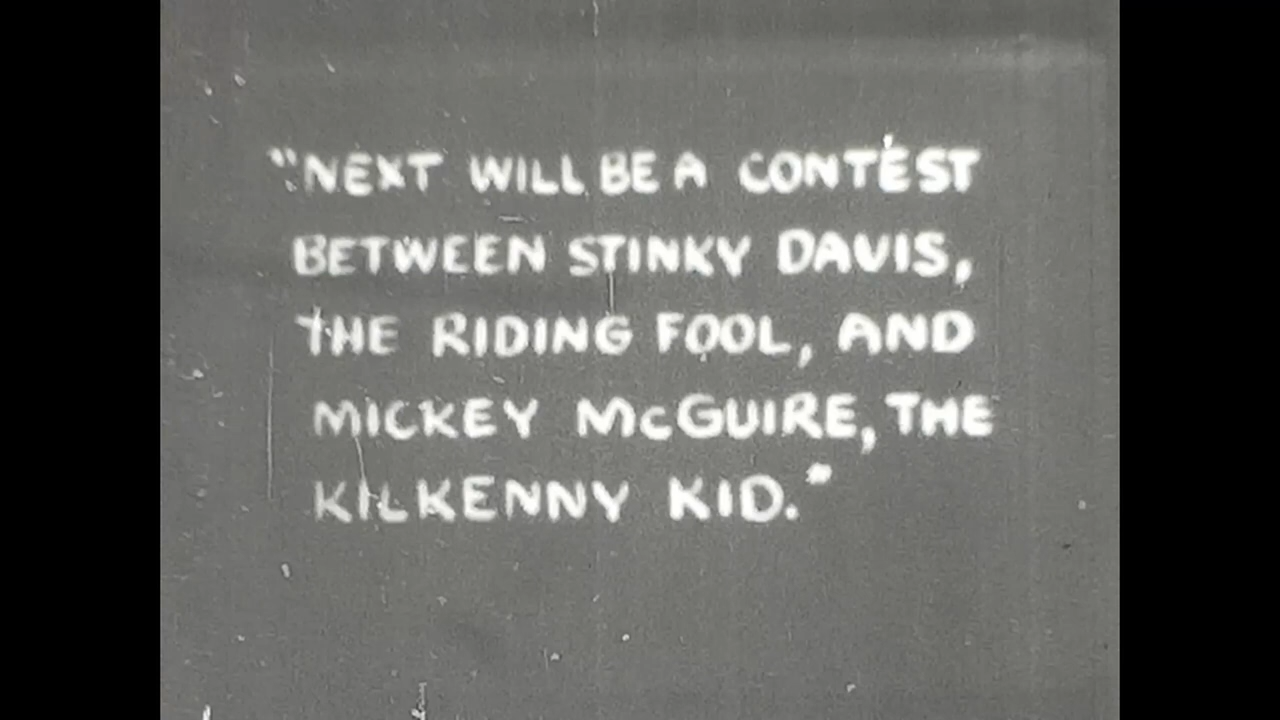 "NEXT WILL BE A CONTEST
BETWEEN STINKY DAVIS,
THE RIDING FOOL, AND
MICKEY McGUIRE, THE
KILKENNY KID."